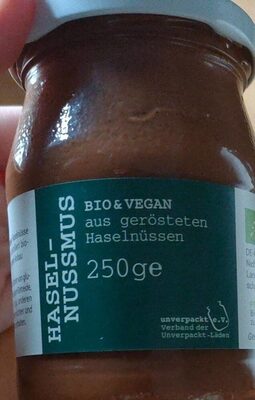 HASEL-
NUSSMUS
BIO & VEGAN
aus gerösteten
Haselnüssen
250ge
unverpackt e.V.
Verband der
Unverpackt-Läden